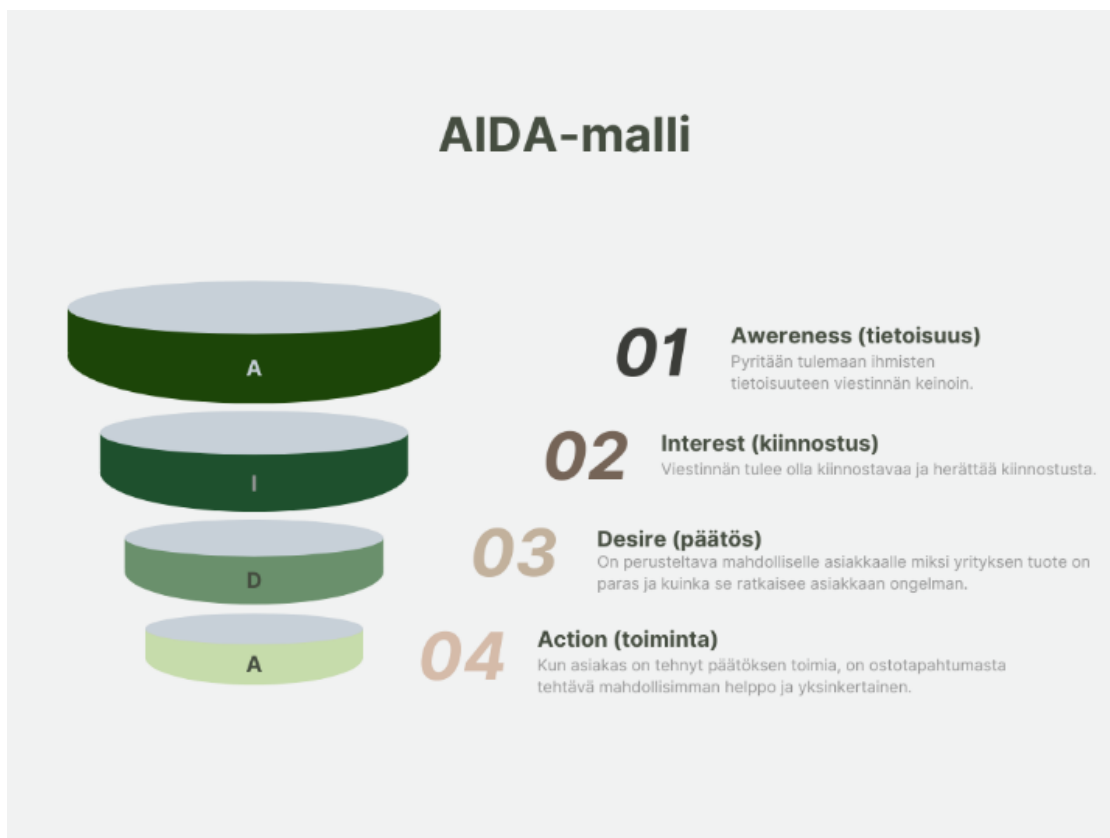 AIDA-malli
A
01
Awereness (tietoisuus)
Pyritään tulemaan ihmisten
tietoisuuteen viestinnän keinoin.
I
02
Interest (kiinnostus)
Viestinnän tulee olla kiinnostavaa ja herättää kiinnostusta.
D
03
Desire (päätös)
On perusteltava mahdolliselle asiakkaalle miksi yrityksen tuote on
paras ja kuinka se ratkaisee asiakkaan ongelman.
A
04
Action (toiminta)
Kun asiakas on tehnyt päätöksen toimia, on ostotapahtumasta
tehtävä mahdollisimman helppo ja yksinkertainen.